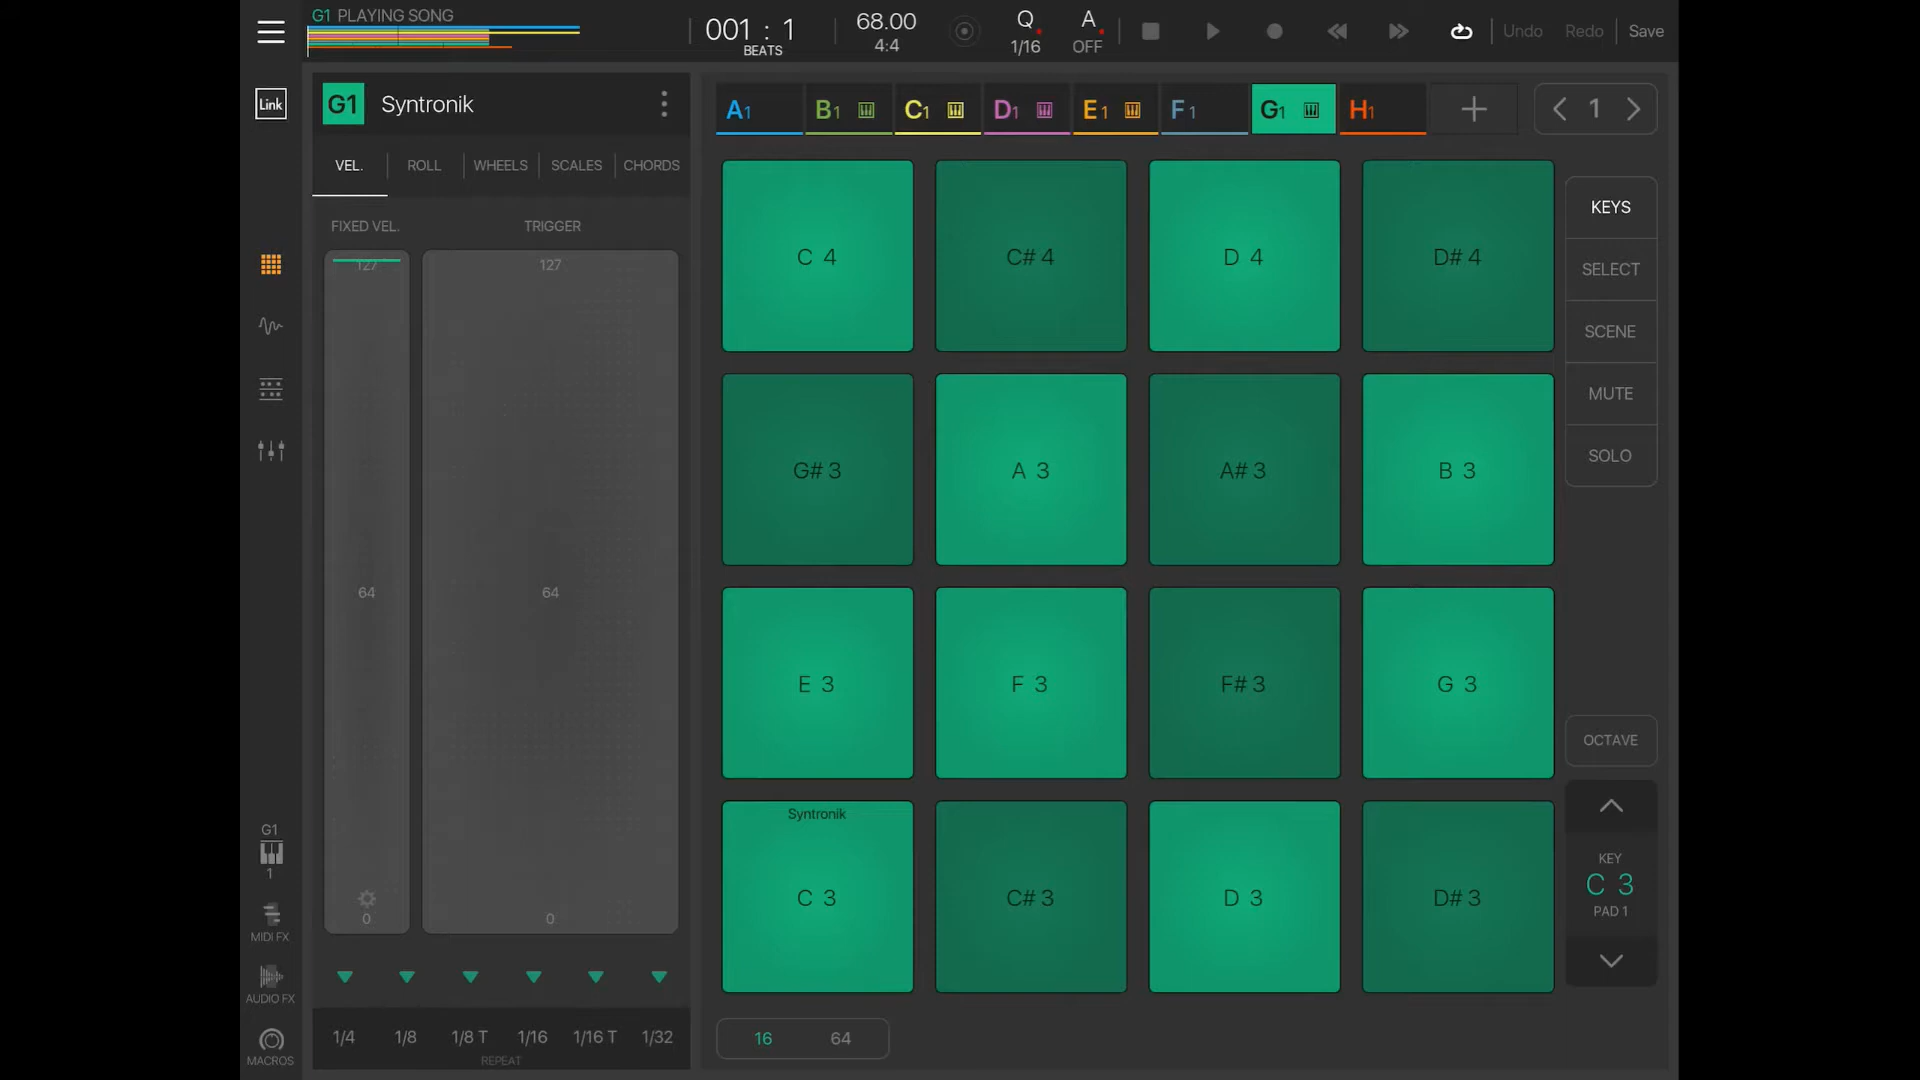 G1 PLAYING SONG
001 : 1
BEATS
68.00
4:4
Q
1/16
A
OFF
Undo
Redo
Save
Link
G1 Syntronik
VEL. ROLL WHEELS SCALES CHORDS
FIXED VEL. TRIGGER
127 127
64 64
0 0
1/4 1/8 1/8 T 1/16 1/16 T 1/32
REPEAT
G1
1
MIDI FX
AUDIO FX
MACROS
A1 B1 C1 D1 E1 F1 G1 H1
1
C 4 C# 4 D 4 D# 4
G# 3 A 3 A# 3 B 3
E 3 F 3 F# 3 G 3
Syntronik
C 3 C# 3 D 3 D# 3
16 64
KEYS
SELECT
SCENE
MUTE
SOLO
OCTAVE
KEY
C 3
PAD 1